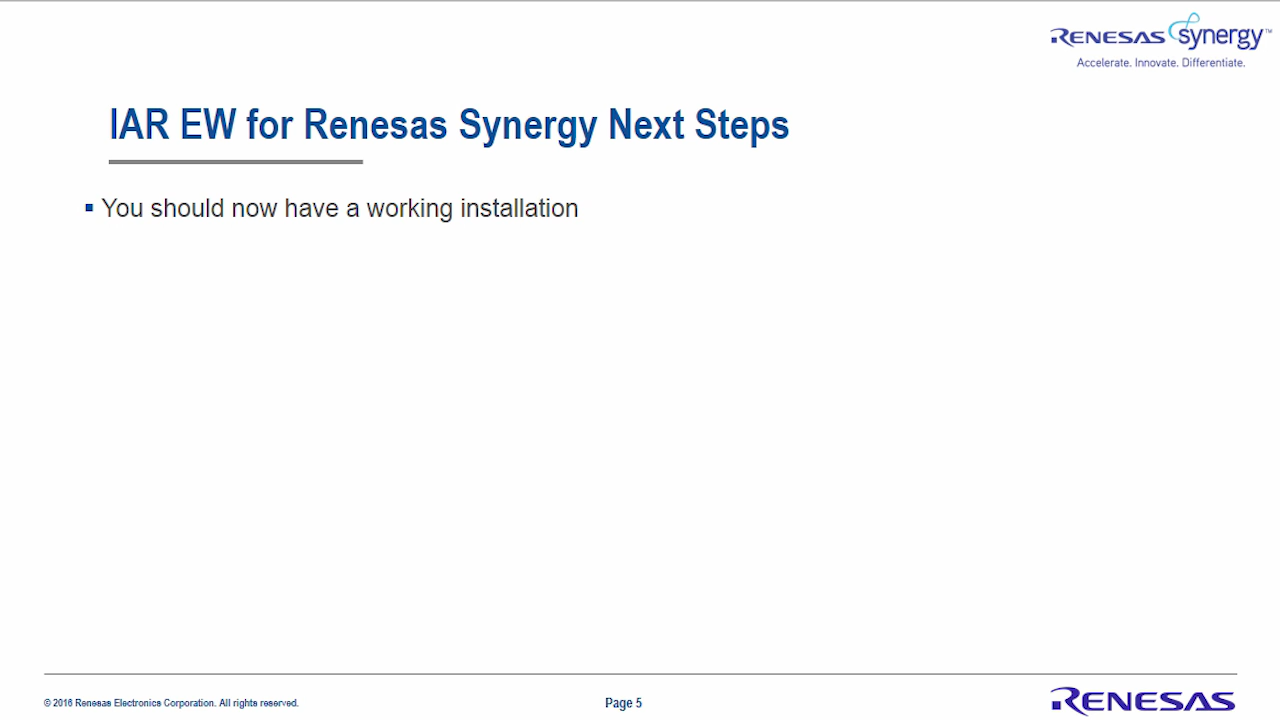 RENESAS synergy™
Accelerate. Innovate. Differentiate.
IAR EW for Renesas Synergy Next Steps
▪ You should now have a working installation
© 2016 Renesas Electronics Corporation. All rights reserved.
Page 5
RENESAS